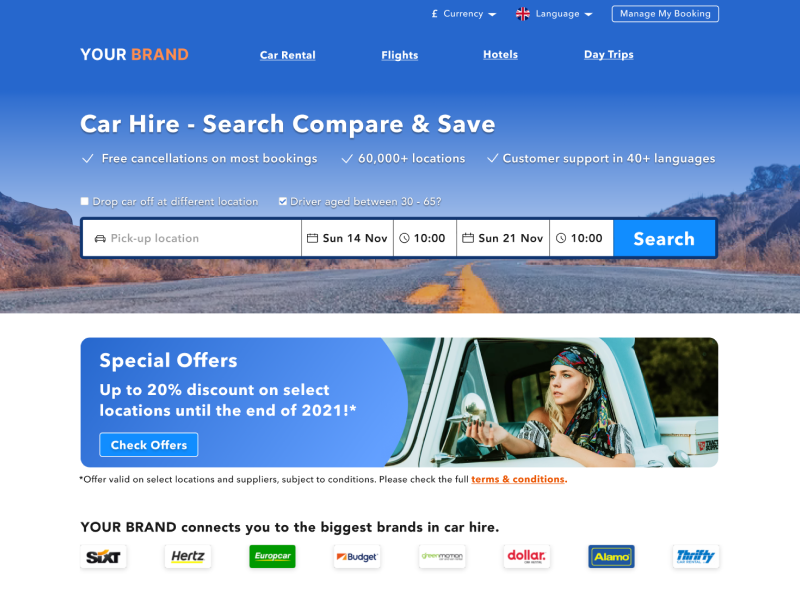 £ Currency Language Manage My Booking
YOUR BRAND Car Rental Flights Hotels Day Trips
Car Hire - Search Compare & Save
Free cancellations on most bookings 60,000+ locations Customer support in 40+ languages
Drop car off at different location Driver aged between 30 - 65?
Pick-up location Sun 14 Nov 10:00 Sun 21 Nov 10:00 Search
Special Offers
Up to 20% discount on select
locations until the end of 2021!*
Check Offers
*Offer valid on select locations and suppliers, subject to conditions. Please check the full terms & conditions.
YOUR BRAND connects you to the biggest brands in car hire.
SIXT Hertz Europcar Budget greenmotion dollar. Alamo Thrifty
CAR RENTAL